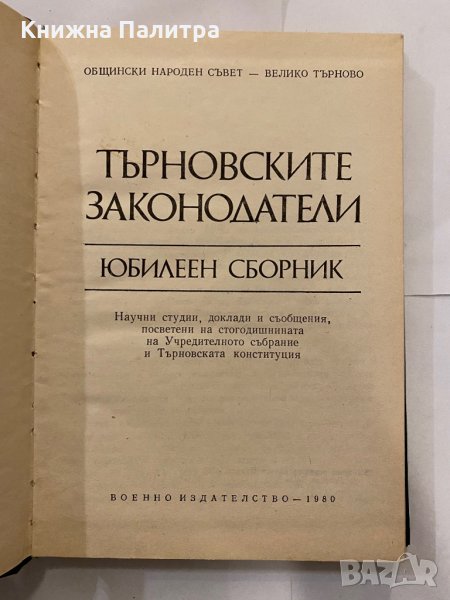 Книжна Палитра
ОБЩИНСКИ НАРОДЕН СЪВЕТ — ВЕЛИКО ТЪРНОВО
ТЪРНОВСКИТЕ
ЗАКОНОДАТЕЛИ
ЮБИЛЕЕН СБОРНИК
Научни студии, доклади и съобщения,
посветени на стогодишнината
на Учредителното събрание
и Търновската конституция
ВОЕННО ИЗДАТЕЛСТВО — 1980
BAZAR